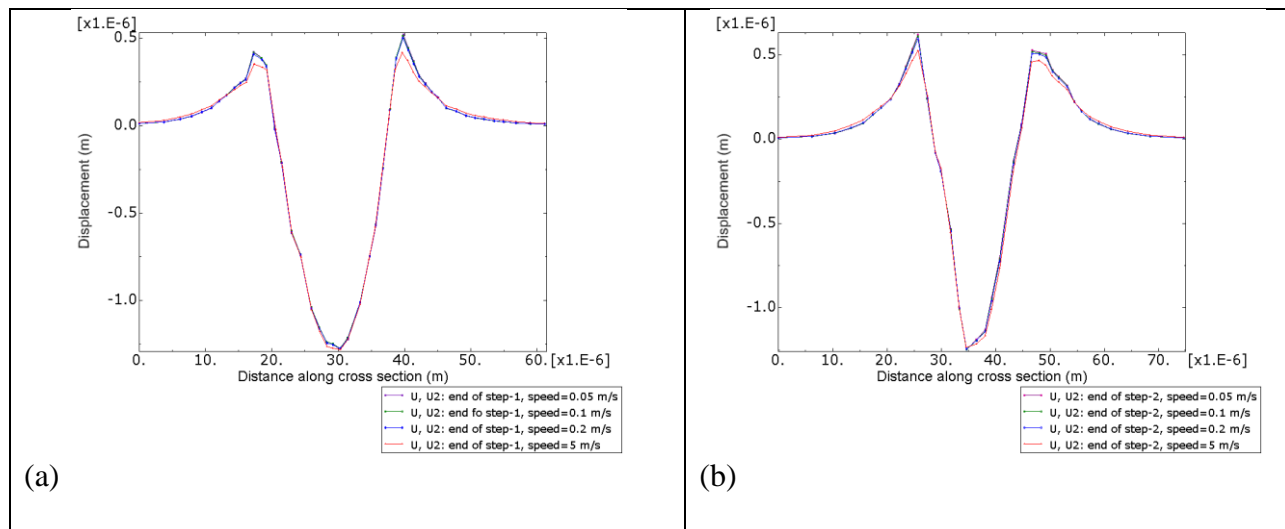 [x1.E-6]
0.5
0.0
-0.5
-1.0
Displacement (m)
0. 10. 20. 30. 40. 50. 60. [x1.E-6]
Distance along cross section (m)
U, U2: end of step-1, speed=0.05 m/s
U, U2: end fo step-1, speed=0.1 m/s
U, U2: end of step-1, speed=0.2 m/s
U, U2: end of step-1, speed=5 m/s
(a)
[x1.E-6]
0.5
0.0
-0.5
-1.0
Displacement (m)
0. 10. 20. 30. 40. 50. 60. 70. [x1.E-6]
Distance along cross section (m)
U, U2: end of step-2, speed=0.05 m/s
U, U2: end of step-2, speed=0.1 m/s
U, U2: end of step-2, speed=0.2 m/s
U, U2: end of step-2, speed=5 m/s
(b)